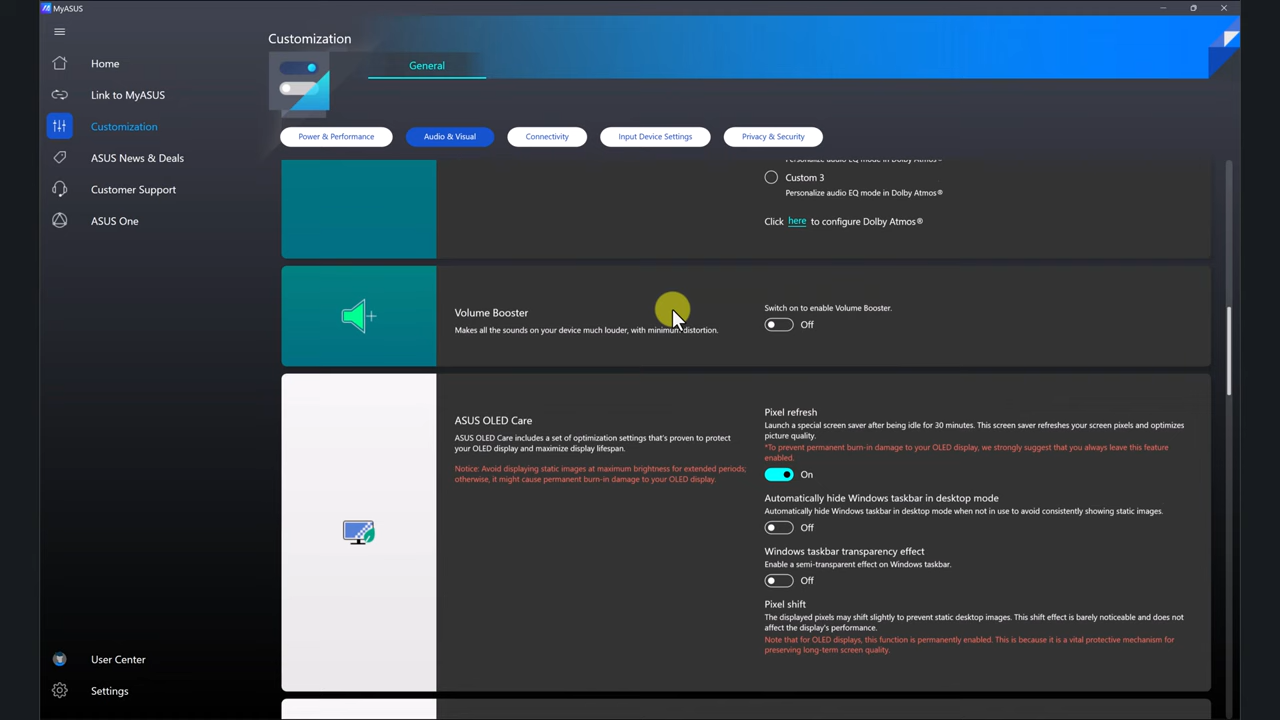 MyASUS
Customization
General
Home
Link to MyASUS
Customization
ASUS News & Deals
Customer Support
ASUS One
User Center
Settings
Power & Performance
Audio & Visual
Connectivity
Input Device Settings
Privacy & Security
Personalize audio EQ mode in Dolby Atmos®
Custom 3
Personalize audio EQ mode in Dolby Atmos®
Click here to configure Dolby Atmos®
Volume Booster
Makes all the sounds on your device much louder, with minimum distortion.
Switch on to enable Volume Booster.
Off
ASUS OLED Care
ASUS OLED Care includes a set of optimization settings that's proven to protect
your OLED display and maximize display lifespan.
Notice: Avoid displaying static images at maximum brightness for extended periods;
otherwise, it might cause permanent burn-in damage to your OLED display.
Pixel refresh
Launch a special screen saver after being idle for 30 minutes. This screen saver refreshes your screen pixels and optimizes
picture quality.
*To prevent permanent burn-in damage to your OLED display, we strongly suggest that you always leave this feature
enabled.
On
Automatically hide Windows taskbar in desktop mode
Automatically hide Windows taskbar in desktop mode when not in use to avoid consistently showing static images.
Off
Windows taskbar transparency effect
Enable a semi-transparent effect on Windows taskbar.
Off
Pixel shift
The displayed pixels may shift slightly to prevent static desktop images. This shift effect is barely noticeable and does not
affect the display's performance.
Note that for OLED displays, this function is permanently enabled. This is because it is a vital protective mechanism for
preserving long-term screen quality.